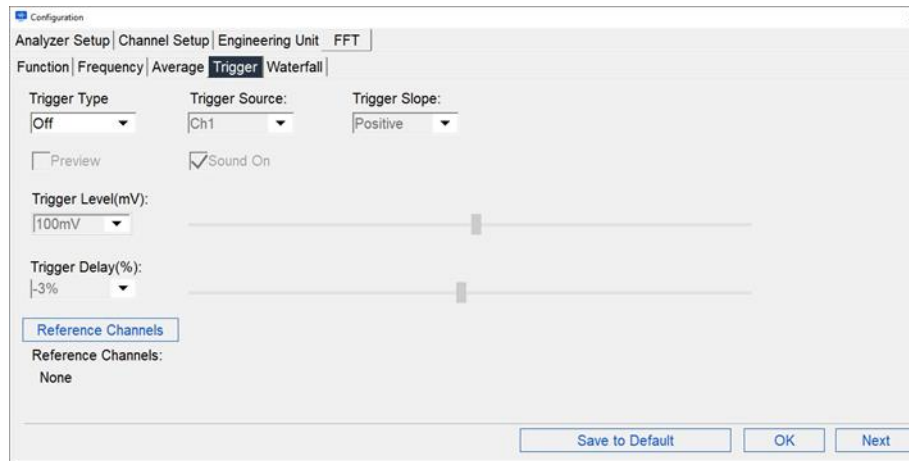 Configuration
Analyzer Setup Channel Setup Engineering Unit FFT
Function Frequency Average Trigger Waterfall
Trigger Type Trigger Source: Trigger Slope:
Off Ch1 Positive
Preview Sound On
Trigger Level(mV):
100mV
Trigger Delay(%):
-3%
Reference Channels
Reference Channels:
None
Save to Default OK Next